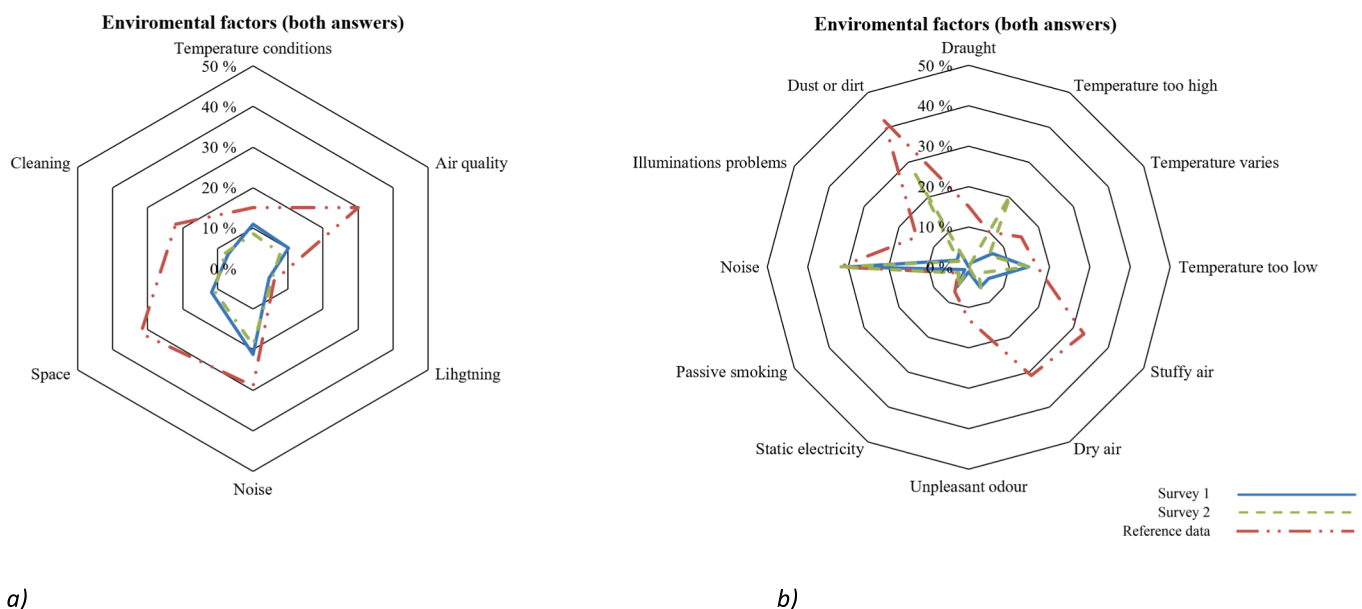 Enviromental factors (both answers)
Temperature conditions
50 %
40 %
30 %
20 %
10 %
0 %
Air quality
Lihgtning
Noise
Space
Cleaning
a)
Enviromental factors (both answers)
Draught
50 %
40 %
30 %
20 %
10 %
0 %
Temperature too high
Temperature varies
Temperature too low
Stuffy air
Dry air
Unpleasant odour
Static electricity
Passive smoking
Noise
Illuminations problems
Dust or dirt
Survey 1
Survey 2
Reference data
b)